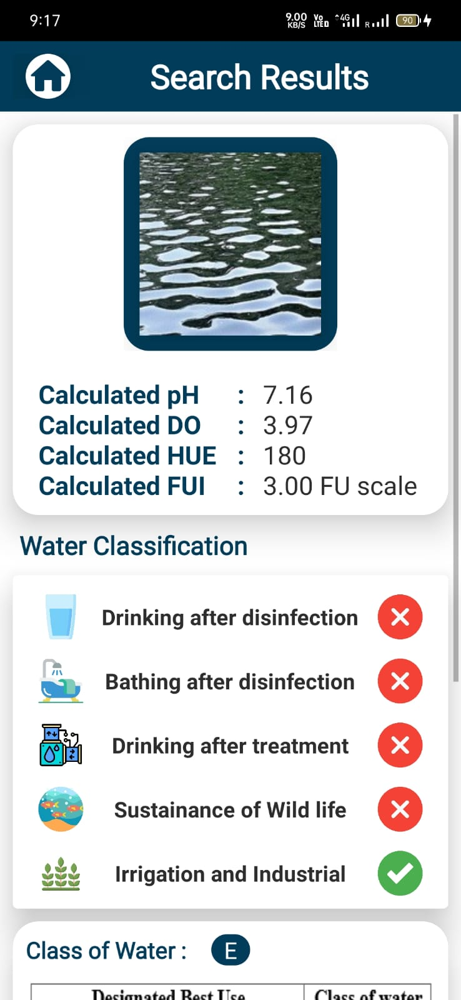 9:17
9.00 KB/S Vo LTED 4G R 90
Search Results
Calculated pH : 7.16
Calculated DO : 3.97
Calculated HUE : 180
Calculated FUI : 3.00 FU scale
Water Classification
Drinking after disinfection
Bathing after disinfection
Drinking after treatment
Sustainance of Wild life
Irrigation and Industrial
Class of Water : E
Designated Best Use Class of water